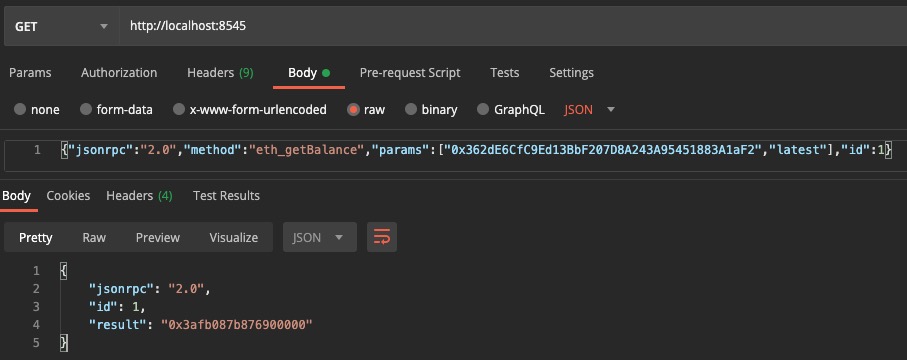 GET http://localhost:8545
Params Authorization Headers (9) Body Pre-request Script Tests Settings
none form-data x-www-form-urlencoded raw binary GraphQL JSON
1 {"jsonrpc":"2.0","method":"eth_getBalance","params":["0x362dE6CfC9Ed13BbF207D8A243A95451883A1aF2","latest"],"id":1}
Body Cookies Headers (4) Test Results
Pretty Raw Preview Visualize JSON
1 {
2 "jsonrpc": "2.0",
3 "id": 1,
4 "result": "0x3afb087b876900000"
5 }